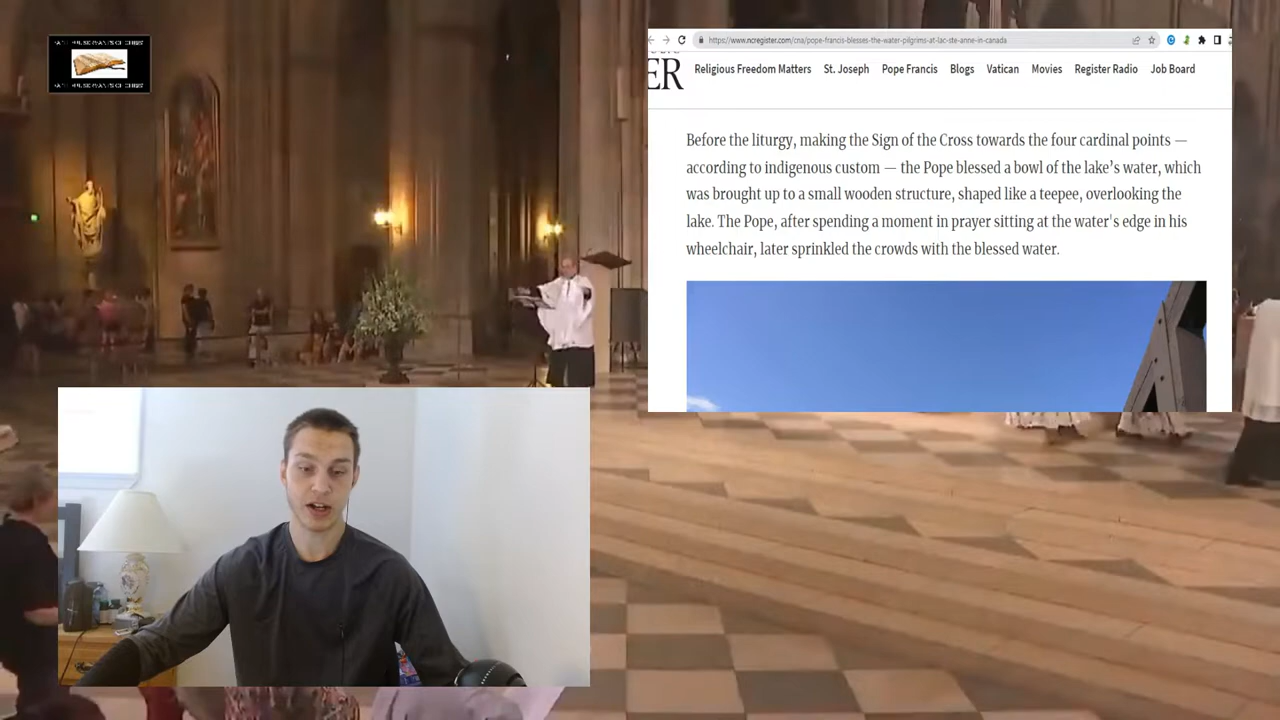 https://www.ncregister.com/cna/pope-francis-blesses-the-water-pilgrims-at-lac-ste-anne-in-canada
ER
Religious Freedom Matters St. Joseph Pope Francis Blogs Vatican Movies Register Radio Job Board
Before the liturgy, making the Sign of the Cross towards the four cardinal points —
according to indigenous custom — the Pope blessed a bowl of the lake’s water, which
was brought up to a small wooden structure, shaped like a teepee, overlooking the
lake. The Pope, after spending a moment in prayer sitting at the water's edge in his
wheelchair, later sprinkled the crowds with the blessed water.